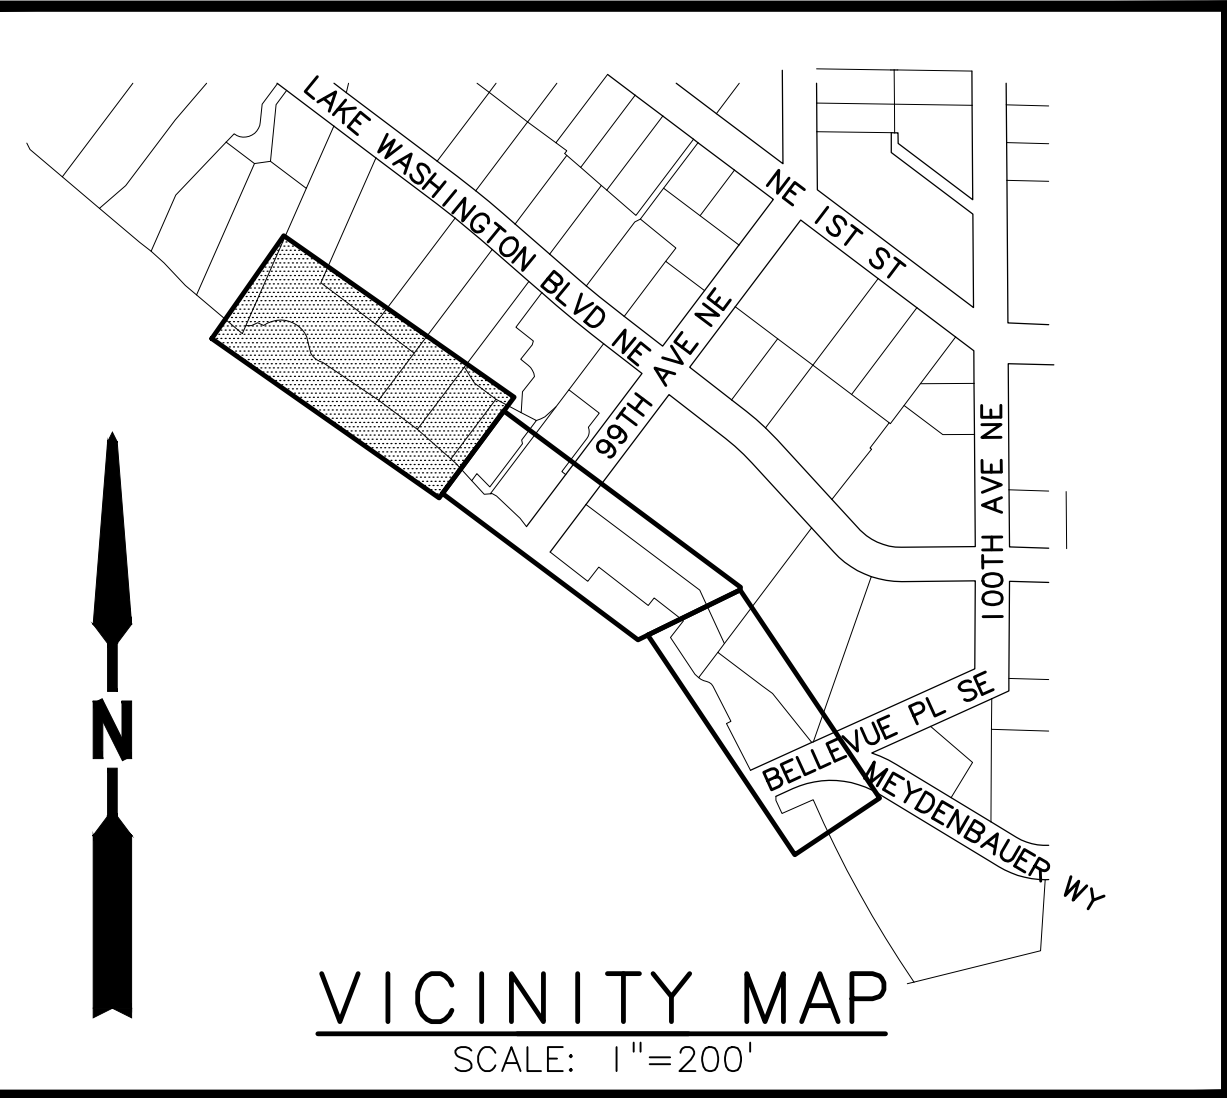 LAKE WASHINGTON BLVD NE
NE 1ST ST
99TH AVE NE
100TH AVE NE
BELLEVUE PL SE
MEYDENBAUER WY
N
VICINITY MAP
SCALE: 1"=200'